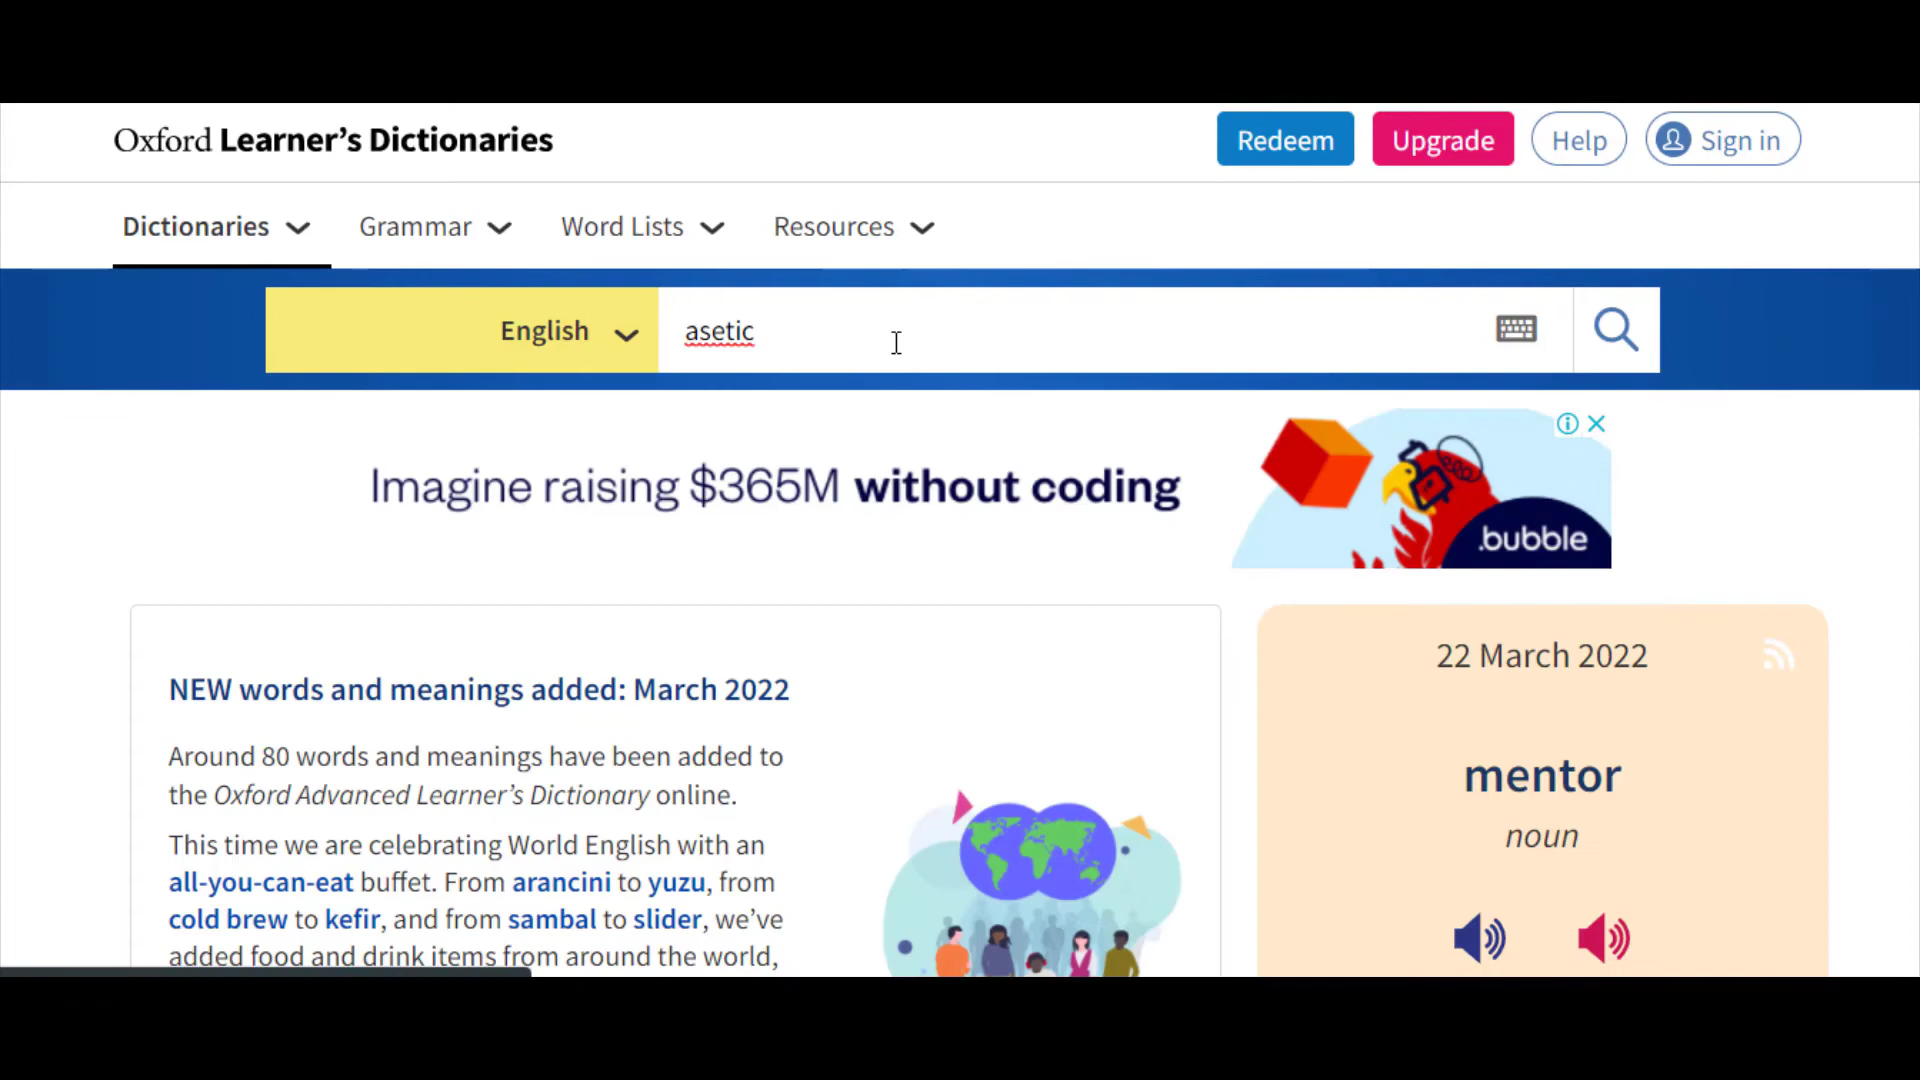 Oxford Learner's Dictionaries
Redeem
Upgrade
Help
Sign in
Dictionaries
Grammar
Word Lists
Resources
English
asetic
Imagine raising $365M without coding
.bubble
NEW words and meanings added: March 2022
Around 80 words and meanings have been added to
the Oxford Advanced Learner's Dictionary online.
This time we are celebrating World English with an
all-you-can-eat buffet. From arancini to yuzu, from
cold brew to kefir, and from sambal to slider, we've
added food and drink items from around the world,
22 March 2022
mentor
noun